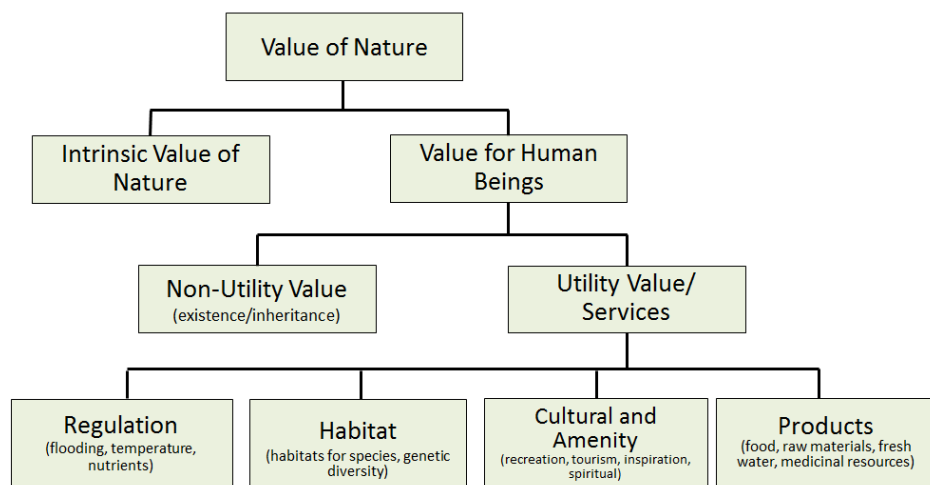 Value of Nature
Intrinsic Value of
Nature
Value for Human
Beings
Non-Utility Value
(existence/inheritance)
Utility Value/
Services
Regulation
(flooding, temperature,
nutrients)
Habitat
(habitats for species, genetic
diversity)
Cultural and
Amenity
(recreation, tourism, inspiration,
spiritual)
Products
(food, raw materials, fresh
water, medicinal resources)